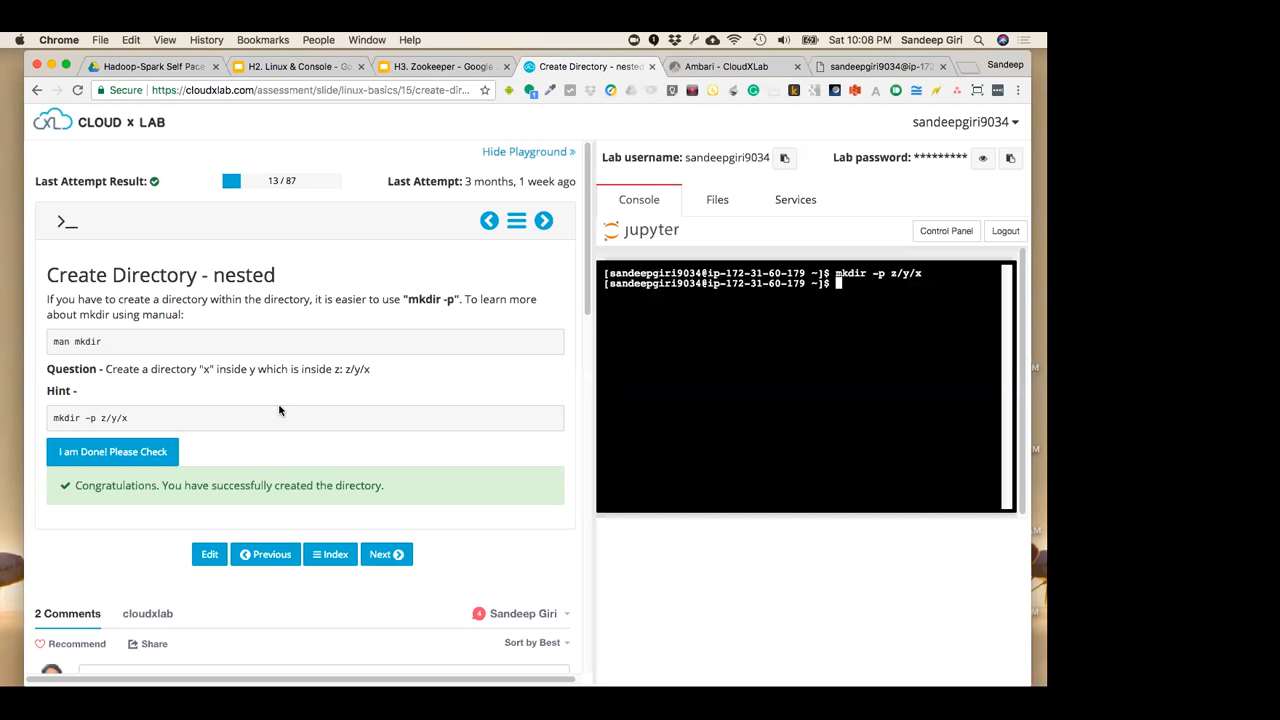 Chrome File Edit View History Bookmarks People Window Help Sat 10:08 PM Sandeep Giri
Hadoop-Spark Self Pace
H2. Linux & Console - Go
H3. Zookeeper - Google
Create Directory - nested
Ambari - CloudXLab
sandeepgiri9034@ip-172
Sandeep
Secure https://cloudxlab.com/assessment/slide/linux-basics/15/create-dir...
CLOUD X LAB
sandeepgiri9034
Hide Playground »
Lab username: sandeepgiri9034
Lab password: *********
Last Attempt Result:
13 / 87
Last Attempt: 3 months, 1 week ago
Console Files Services
>_
jupyter
Control Panel
Logout
Create Directory - nested
If you have to create a directory within the directory, it is easier to use "mkdir -p". To learn more
about mkdir using manual:
man mkdir
Question - Create a directory "x" inside y which is inside z: z/y/x
Hint -
mkdir -p z/y/x
I am Done! Please Check
Congratulations. You have successfully created the directory.
[sandeepgiri9034@ip-172-31-60-179 ~]$ mkdir -p z/y/x
[sandeepgiri9034@ip-172-31-60-179 ~]$
Edit
Previous
Index
Next
2 Comments cloudxlab
4 Sandeep Giri
Recommend Share
Sort by Best